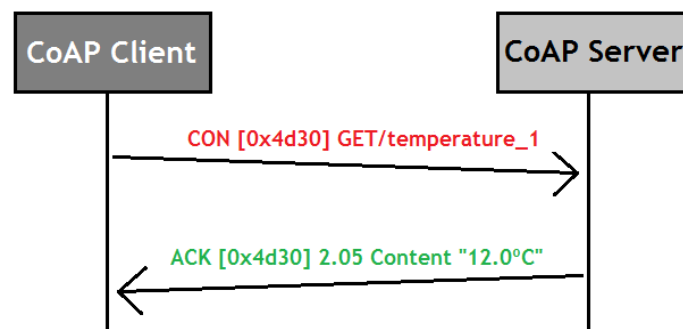 CoAP Client
CoAP Server
CON [0x4d30] GET/temperature_1
ACK [0x4d30] 2.05 Content "12.0ºC"